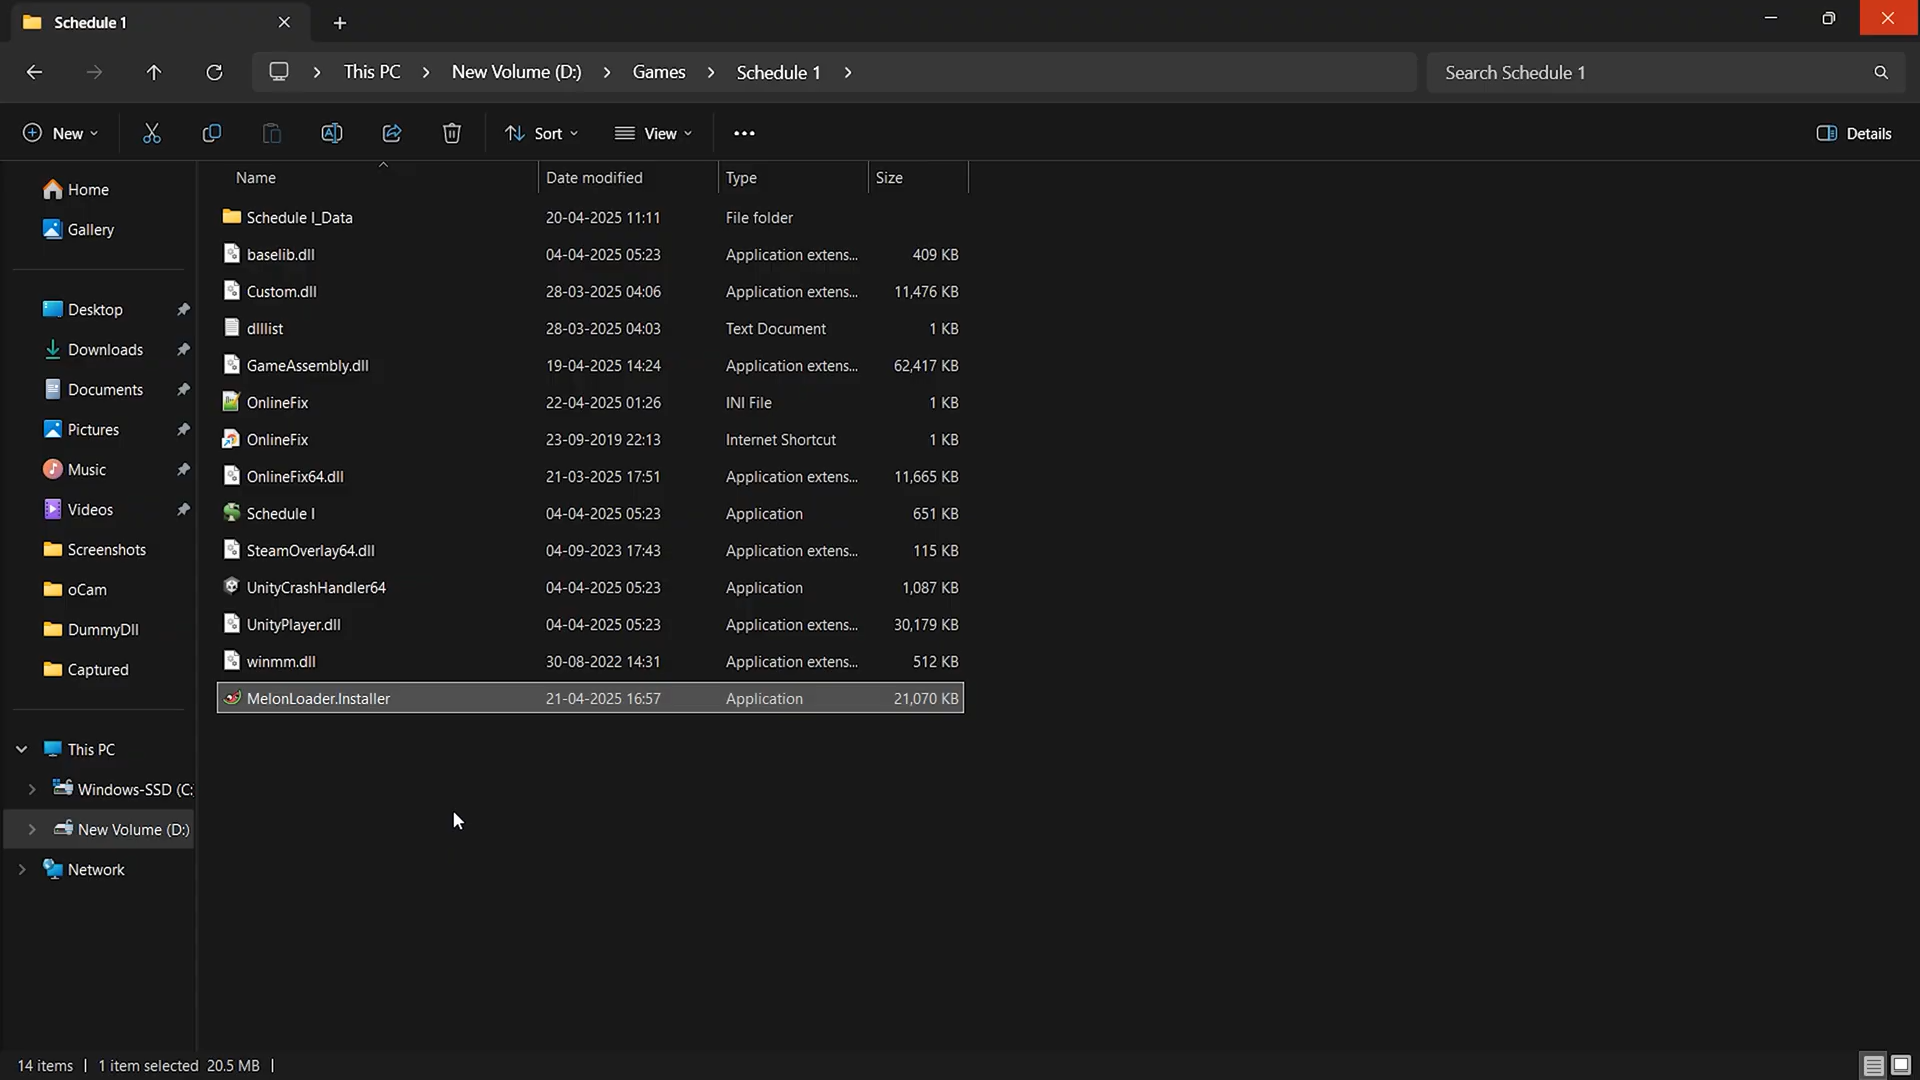 Schedule 1
This PC New Volume (D:) Games Schedule 1
Search Schedule 1
New
Sort
View
Details
Home
Gallery
Desktop
Downloads
Documents
Pictures
Music
Videos
Screenshots
oCam
DummyDll
Captured
This PC
Windows-SSD (C:
New Volume (D:)
Network
Name Date modified Type Size
Schedule I_Data 20-04-2025 11:11 File folder
baselib.dll 04-04-2025 05:23 Application extens... 409 KB
Custom.dll 28-03-2025 04:06 Application extens... 11,476 KB
dlllist 28-03-2025 04:03 Text Document 1 KB
GameAssembly.dll 19-04-2025 14:24 Application extens... 62,417 KB
OnlineFix 22-04-2025 01:26 INI File 1 KB
OnlineFix 23-09-2019 22:13 Internet Shortcut 1 KB
OnlineFix64.dll 21-03-2025 17:51 Application extens... 11,665 KB
Schedule I 04-04-2025 05:23 Application 651 KB
SteamOverlay64.dll 04-09-2023 17:43 Application extens... 115 KB
UnityCrashHandler64 04-04-2025 05:23 Application 1,087 KB
UnityPlayer.dll 04-04-2025 05:23 Application extens... 30,179 KB
winmm.dll 30-08-2022 14:31 Application extens... 512 KB
MelonLoader.Installer 21-04-2025 16:57 Application 21,070 KB
14 items | 1 item selected 20.5 MB |